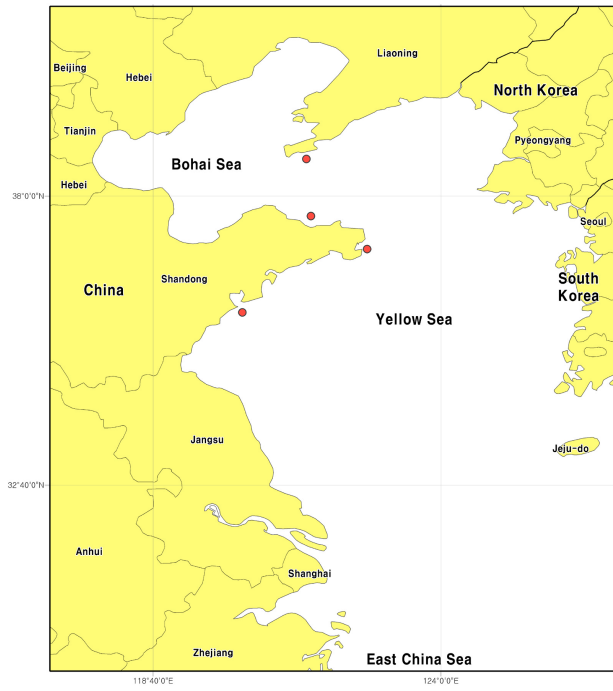 Liaoning
Beijing
Hebei
North Korea
Tianjin
Pyeongyang
Bohai Sea
Hebei
38°0'0"N
Seoul
Shandong
South
Korea
China
Yellow Sea
Jangsu
Jeju-do
32°40'0"N
Anhui
Shanghai
Zhejiang
East China Sea
118°40'0"E
124°0'0"E